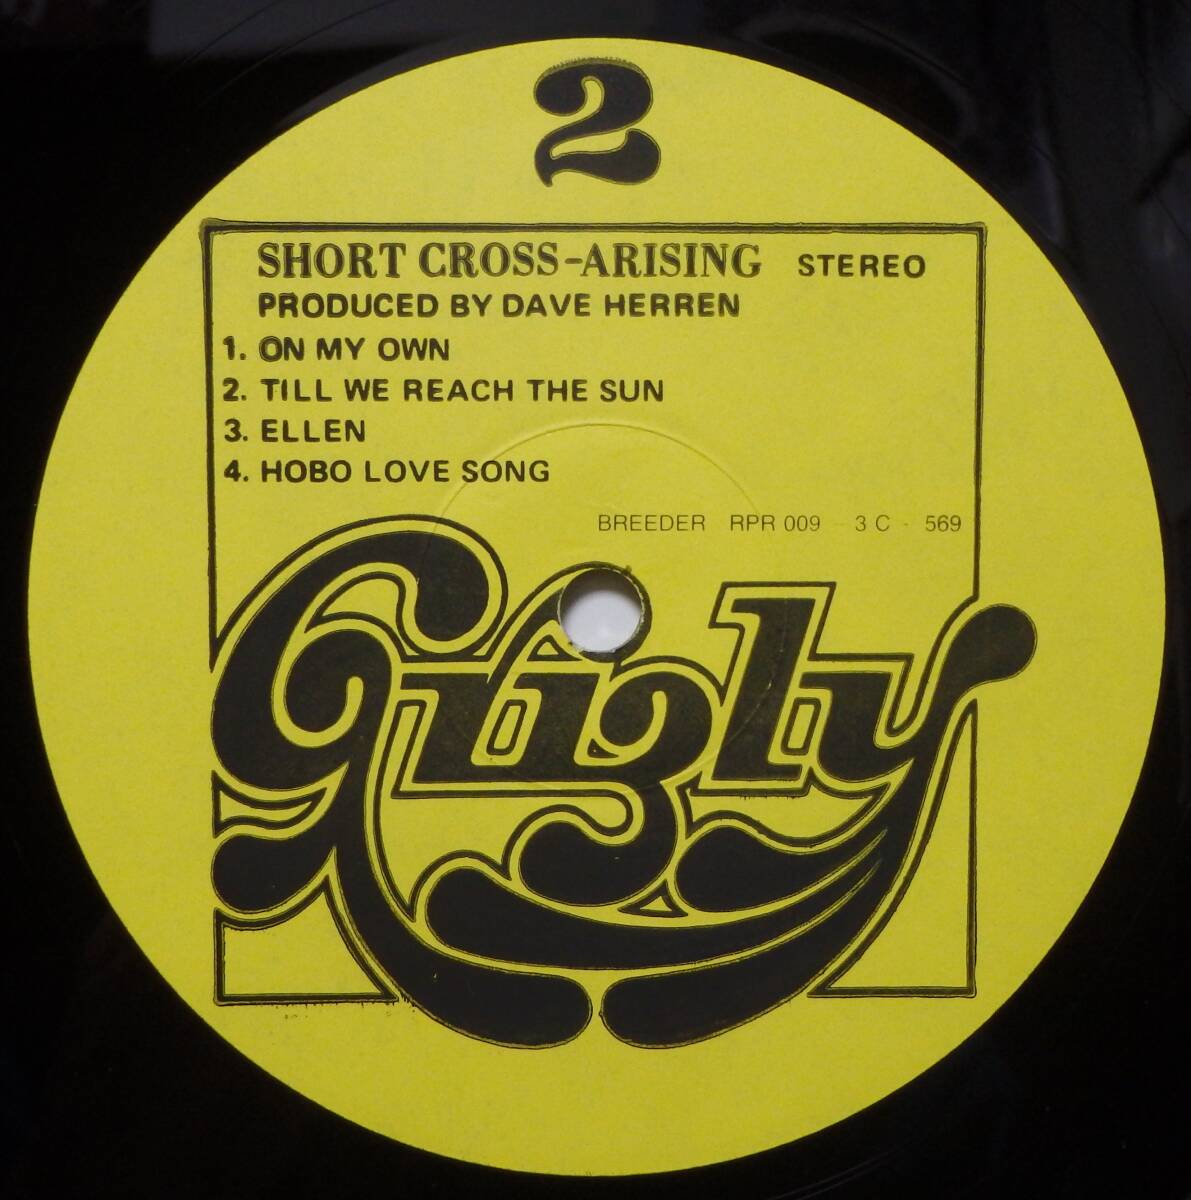 2
SHORT CROSS-ARISING STEREO
PRODUCED BY DAVE HERREN
1. ON MY OWN
2. TILL WE REACH THE SUN
3. ELLEN
4. HOBO LOVE SONG
BREEDER RPR 009 - 3 C - 569
Grizly